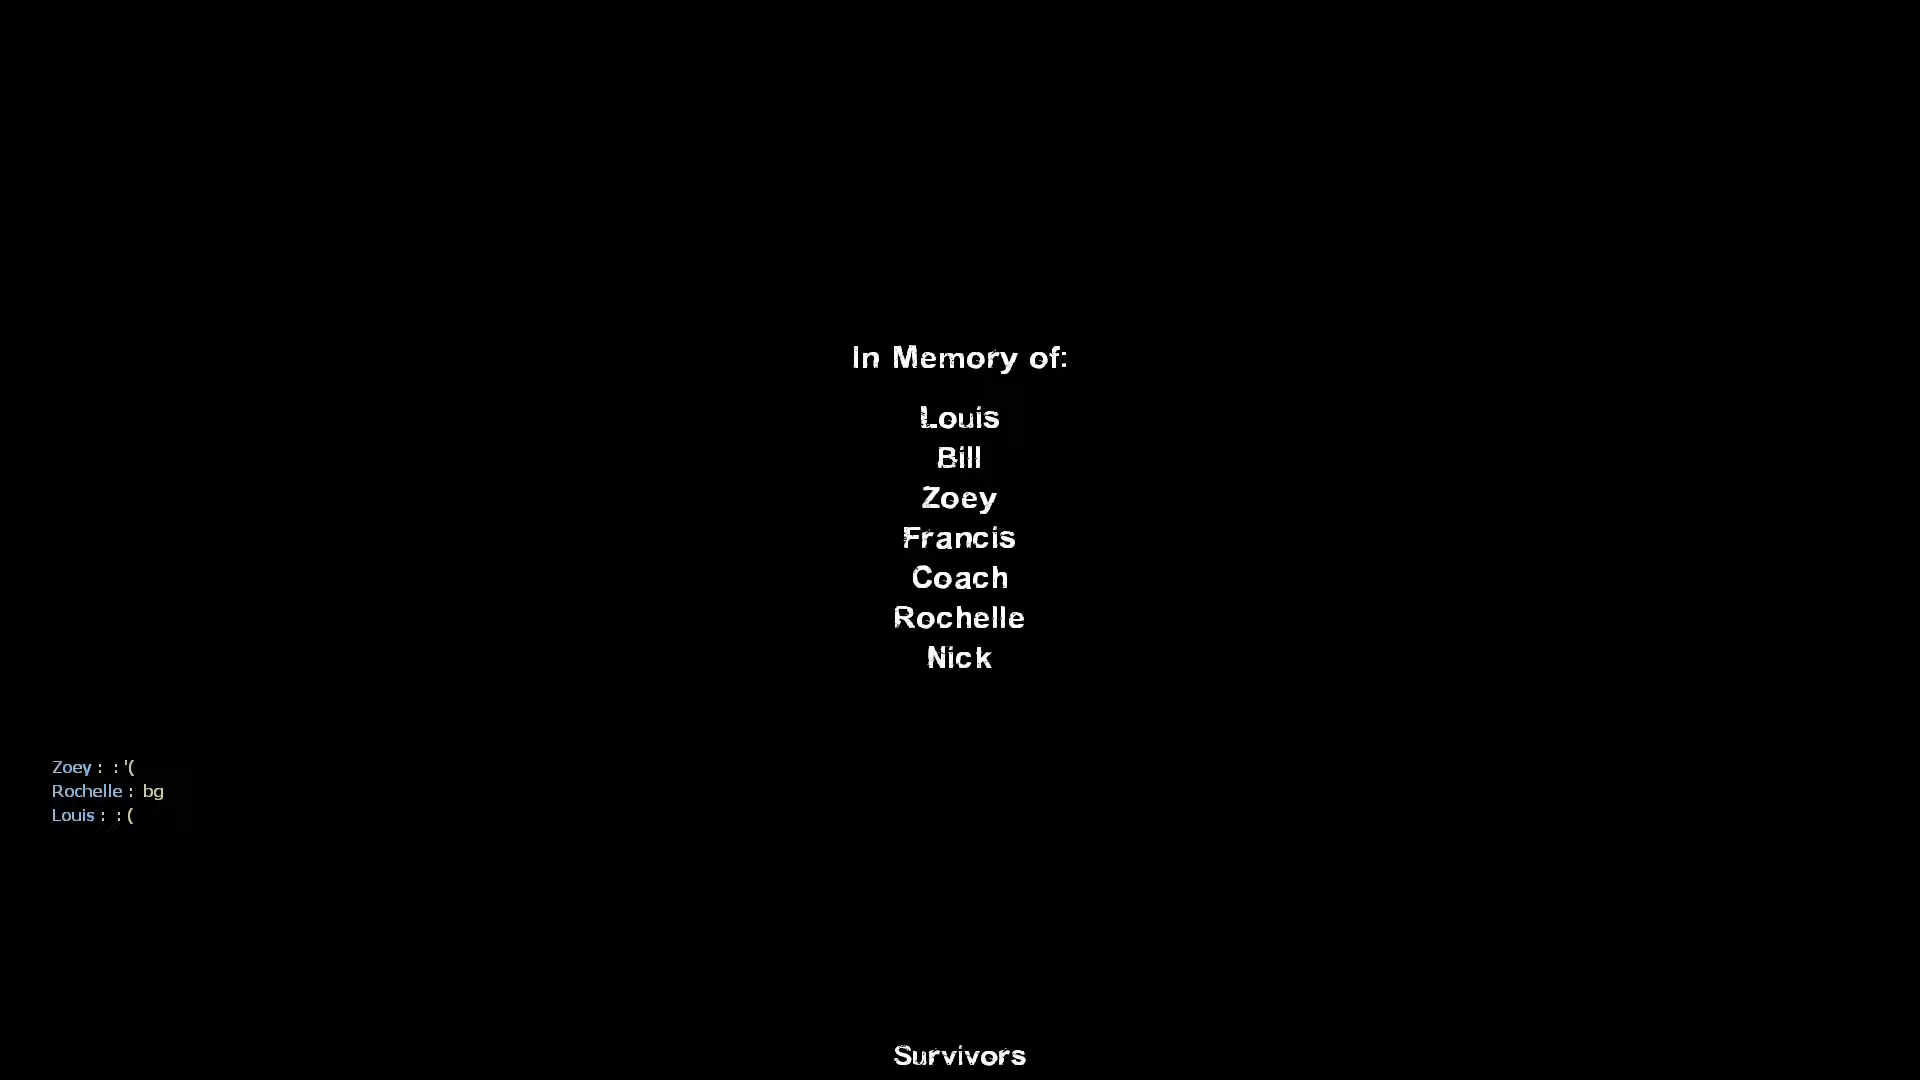 In Memory of:
Louis
Bill
Zoey
Francis
Coach
Rochelle
Nick
Zoey : :'(
Rochelle : bg
Louis : :(
Survivors